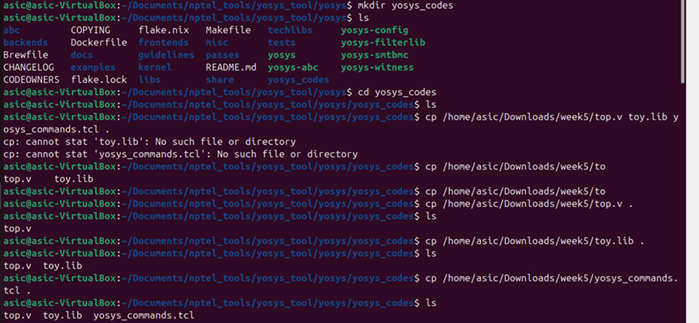 asic@asic-VirtualBox:~/Documents/nptel_tools/yosys_tool/yosys$ mkdir yosys_codes
asic@asic-VirtualBox:~/Documents/nptel_tools/yosys_tool/yosys$ ls
abc COPYING flake.nix Makefile techlibs yosys-config
backends Dockerfile frontends misc tests yosys-filterlib
Brewfile docs guidelines passes yosys yosys-smtbmc
CHANGELOG examples kernel README.md yosys-abc yosys-witness
CODEOWNERS flake.lock libs share yosys_codes
asic@asic-VirtualBox:~/Documents/nptel_tools/yosys_tool/yosys$ cd yosys_codes
asic@asic-VirtualBox:~/Documents/nptel_tools/yosys_tool/yosys/yosys_codes$ ls
asic@asic-VirtualBox:~/Documents/nptel_tools/yosys_tool/yosys/yosys_codes$ cp /home/asic/Downloads/week5/top.v toy.lib y
osys_commands.tcl .
cp: cannot stat 'toy.lib': No such file or directory
cp: cannot stat 'yosys_commands.tcl': No such file or directory
asic@asic-VirtualBox:~/Documents/nptel_tools/yosys_tool/yosys/yosys_codes$ cp /home/asic/Downloads/week5/to
top.v toy.lib
asic@asic-VirtualBox:~/Documents/nptel_tools/yosys_tool/yosys/yosys_codes$ cp /home/asic/Downloads/week5/to
asic@asic-VirtualBox:~/Documents/nptel_tools/yosys_tool/yosys/yosys_codes$ cp /home/asic/Downloads/week5/top.v .
asic@asic-VirtualBox:~/Documents/nptel_tools/yosys_tool/yosys/yosys_codes$ ls
top.v
asic@asic-VirtualBox:~/Documents/nptel_tools/yosys_tool/yosys/yosys_codes$ cp /home/asic/Downloads/week5/toy.lib .
asic@asic-VirtualBox:~/Documents/nptel_tools/yosys_tool/yosys/yosys_codes$ ls
top.v toy.lib
asic@asic-VirtualBox:~/Documents/nptel_tools/yosys_tool/yosys/yosys_codes$ cp /home/asic/Downloads/week5/yosys_commands.
tcl .
asic@asic-VirtualBox:~/Documents/nptel_tools/yosys_tool/yosys/yosys_codes$ ls
top.v toy.lib yosys_commands.tcl